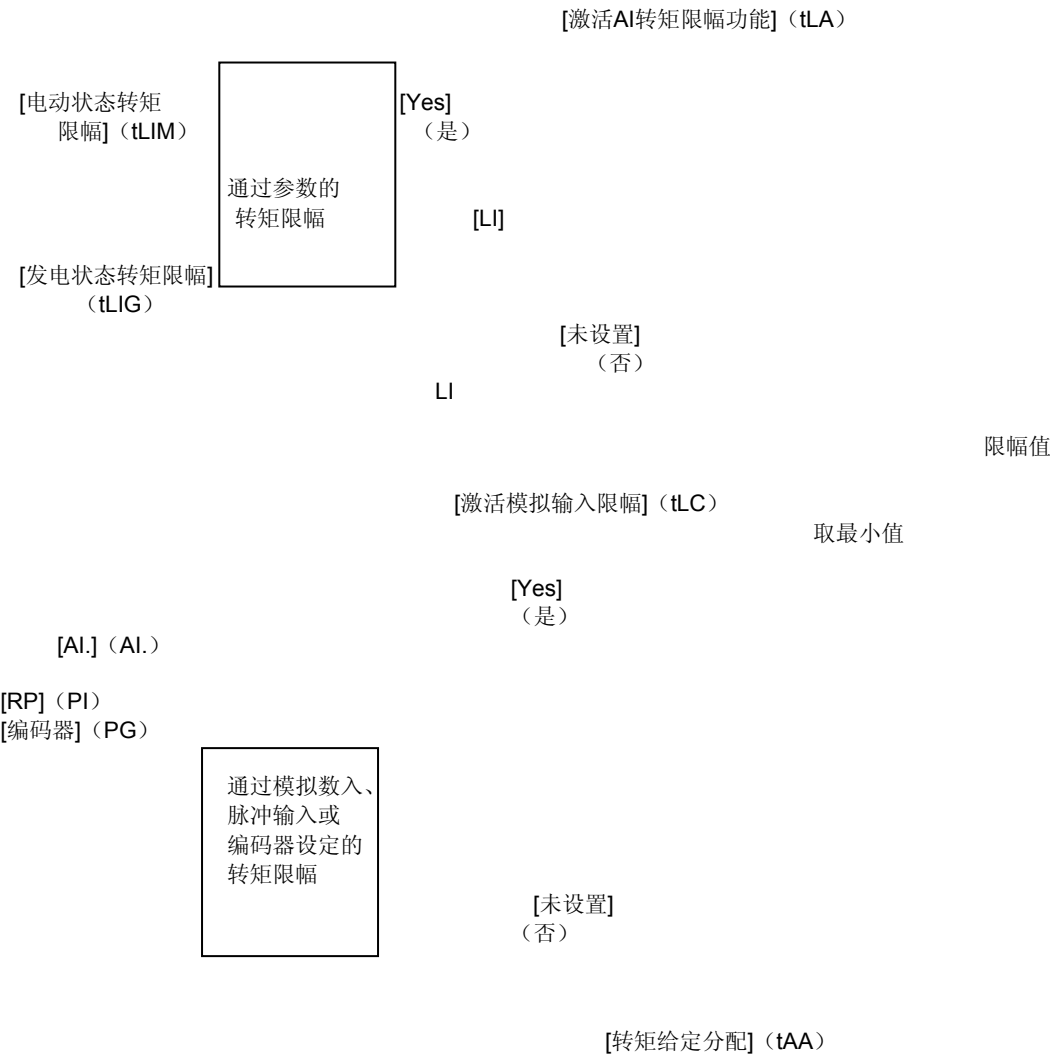 [激活AI转矩限幅功能]（tLA）
[电动状态转矩
限幅]（tLIM）
[Yes]
（是）
通过参数的
转矩限幅
[LI]
[发电状态转矩限幅]
（tLIG）
[未设置]
（否）
LI
限幅值
[激活模拟输入限幅]（tLC）
取最小值
[Yes]
（是）
[AI.]（AI.）
[RP]（PI）
[编码器]（PG）
通过模拟数入、
脉冲输入或
编码器设定的
转矩限幅
[未设置]
（否）
[转矩给定分配]（tAA）